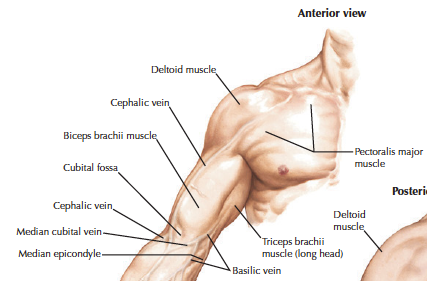 Anterior view
Deltoid muscle
Cephalic vein
Biceps brachii muscle
Cubital fossa
Cephalic vein
Median cubital vein
Median epicondyle
Pectoralis major
muscle
Triceps brachii
muscle (long head)
Basilic vein
Deltoid
muscle